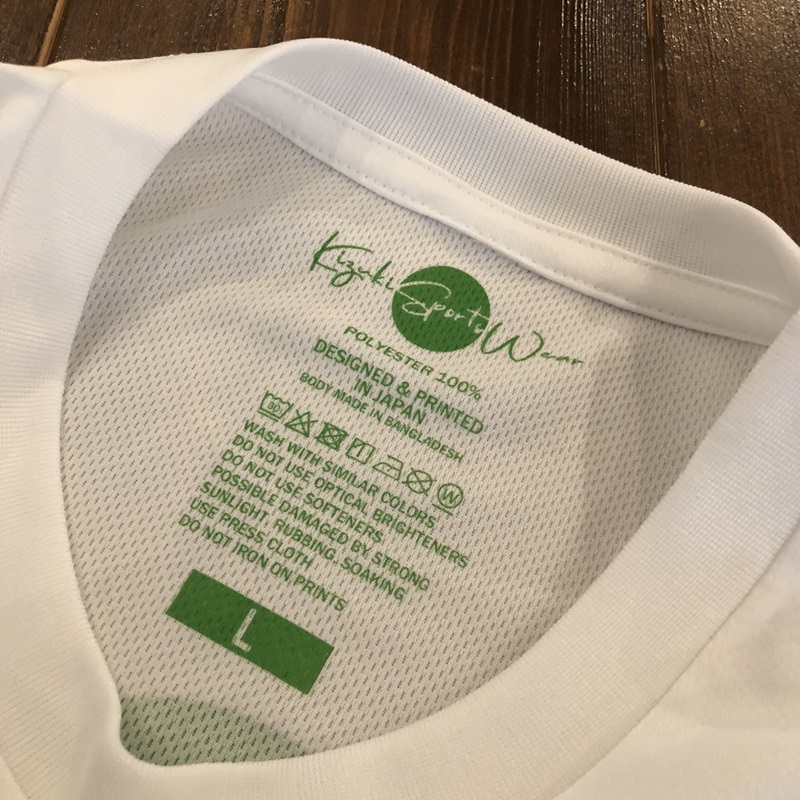 Kizuki Sports Wear
POLYESTER 100%
DESIGNED & PRINTED
IN JAPAN
BODY MADE IN BANGLADESH
30 W
WASH WITH SIMILAR COLORS
DO NOT USE OPTICAL BRIGHTENERS
DO NOT USE SOFTENERS
POSSIBLE DAMAGED BY STRONG
SUNLIGHT, RUBBING, SOAKING
USE PRESS CLOTH
DO NOT IRON ON PRINTS
L